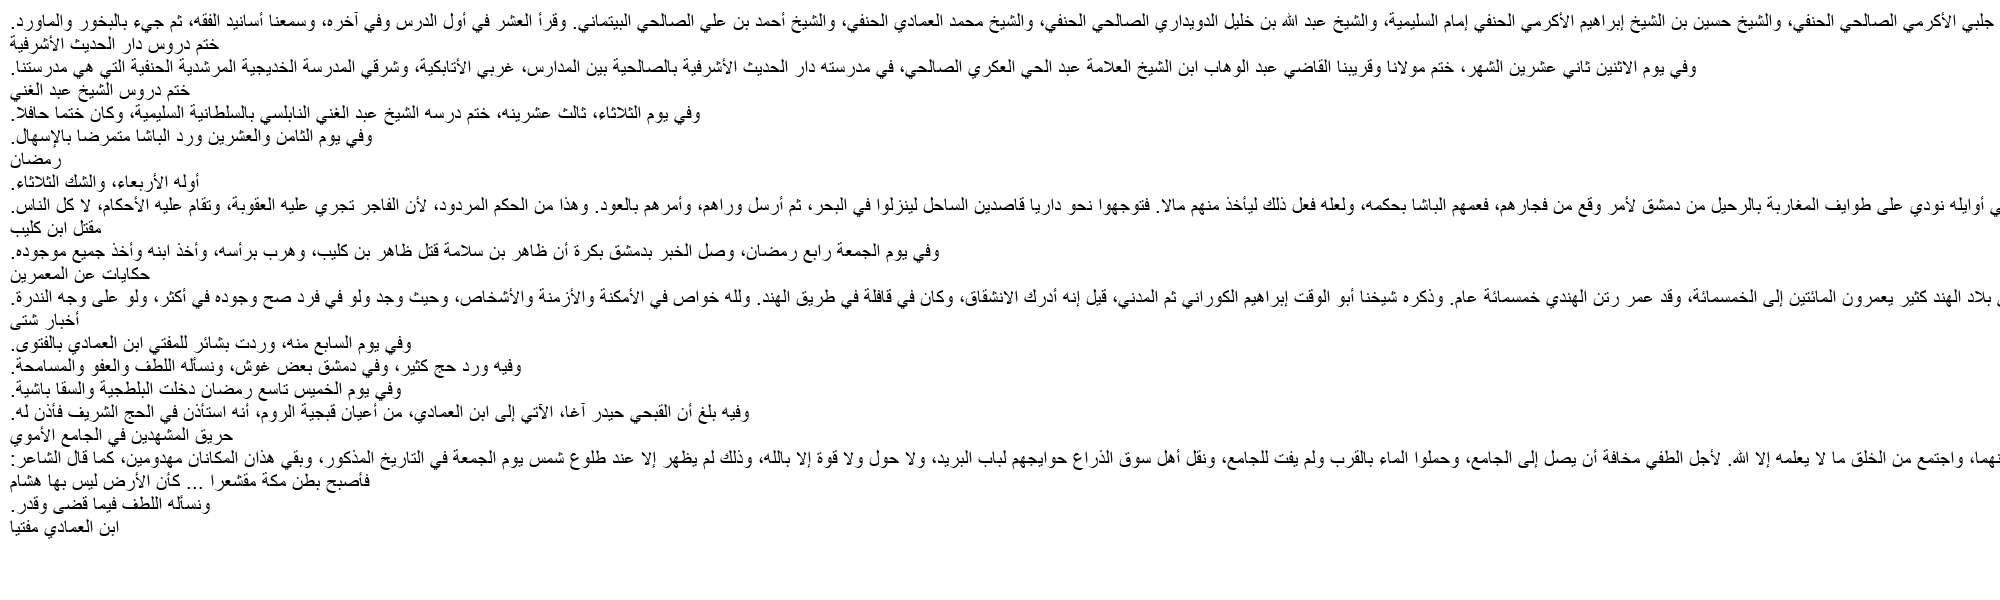 جلبي الأكرمي الصالحي الحنفي، والشيخ حسين بن الشيخ إبراهيم الأكرمي الحنفي إمام السليمية، والشيخ عبد الله بن خليل الدويداري الصالحي الحنفي، والشيخ محمد العمادي الحنفي، والشيخ أحمد بن علي الصالحي البيتماني. وقرأ العشر في أول الدرس وفي آخره، وسمعنا أسانيد الفقه، ثم جيء بالبخور والماورد.
ختم دروس دار الحديث الأشرفية
وفي يوم الاثنين ثاني عشرين الشهر، ختم مولانا وقريبنا القاضي عبد الوهاب ابن الشيخ العلامة عبد الحي العكري الصالحي، في مدرسته دار الحديث الأشرفية بالصالحية بين المدارس، غربي الأتابكية، وشرقي المدرسة الخديجية المرشدية الحنفية التي هي مدرستنا.
ختم دروس الشيخ عبد الغني
وفي يوم الثلاثاء، ثالث عشرينه، ختم درسه الشيخ عبد الغني النابلسي بالسلطانية السليمية، وكان ختما حافلا.
وفي يوم الثامن والعشرين ورد الباشا متمرضا بالإسهال.
رمضان
أوله الأربعاء، والشك الثلاثاء.
أوايله نودي على طوايف المغاربة بالرحيل من دمشق لأمر وقع من فجارهم، فعمهم الباشا بحكمه، ولعله فعل ذلك ليأخذ منهم مالا. فتوجهوا نحو داريا قاصدين الساحل لينزلوا في البحر، ثم أرسل وراهم، وأمرهم بالعود. وهذا من الحكم المردود، لأن الفاجر تجري عليه العقوبة، وتقام عليه الأحكام، لا كل الناس.
مقتل ابن كليب
وفي يوم الجمعة رابع رمضان، وصل الخبر بدمشق بكرة أن ظاهر بن سلامة قتل ظاهر بن كليب، وهرب برأسه، وأخذ ابنه وأخذ جميع موجوده.
حكايات عن المعمرين
بلاد الهند كثير يعمرون المائتين إلى الخمسمائة، وقد عمر رتن الهندي خمسمائة عام. وذكره شيخنا أبو الوقت إبراهيم الكوراني ثم المدني، قيل إنه أدرك الانشقاق، وكان في قافلة في طريق الهند. ولله خواص في الأمكنة والأزمنة والأشخاص، وحيث وجد ولو في فرد صح وجوده في أكثر، ولو على وجه الندرة.
أخبار شتى
وفي يوم السابع منه، وردت بشائر للمفتي ابن العمادي بالفتوى.
وفيه ورد حج كثير، وفي دمشق بعض غوش، ونسأله اللطف والعفو والمسامحة.
وفي يوم الخميس تاسع رمضان دخلت البلطجية والسقا باشية.
وفيه بلغ أن القبحي حيدر آغا، الآتي إلى ابن العمادي، من أعيان قبجية الروم، أنه استأذن في الحج الشريف فأذن له.
حريق المشهدين في الجامع الأموي
واجتمع من الخلق ما لا يعلمه إلا الله. لأجل الطفي مخافة أن يصل إلى الجامع، وحملوا الماء بالقرب ولم يفت للجامع، ونقل أهل سوق الذراع حوايجهم لباب البريد، ولا حول ولا قوة إلا بالله، وذلك لم يظهر إلا عند طلوع شمس يوم الجمعة في التاريخ المذكور، وبقي هذان المكانان مهدومين، كما قال الشاعر:
فأصبح بطن مكة مقشعرا ... كأن الأرض ليس بها هشام
ونسأله اللطف فيما قضى وقدر.
ابن العمادي مفتيا